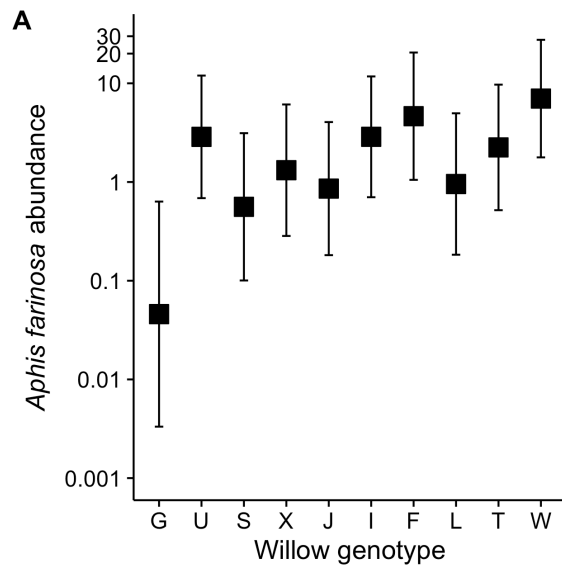 A
30
20
10
1
0.1
0.01
0.001
Aphis farinosa abundance
G U S X J I F L T W
Willow genotype